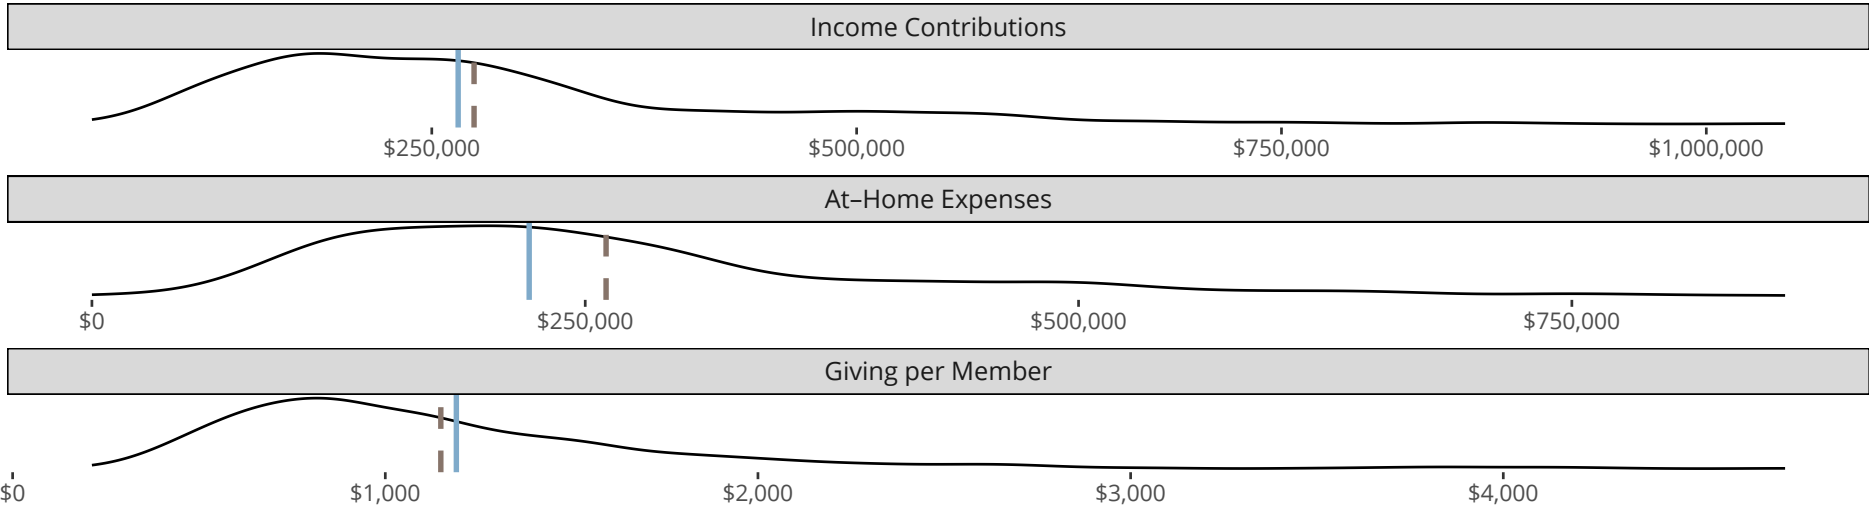 Income Contributions
$250,000 $500,000 $750,000 $1,000,000
At–Home Expenses
$0 $250,000 $500,000 $750,000
Giving per Member
$0 $1,000 $2,000 $3,000 $4,000